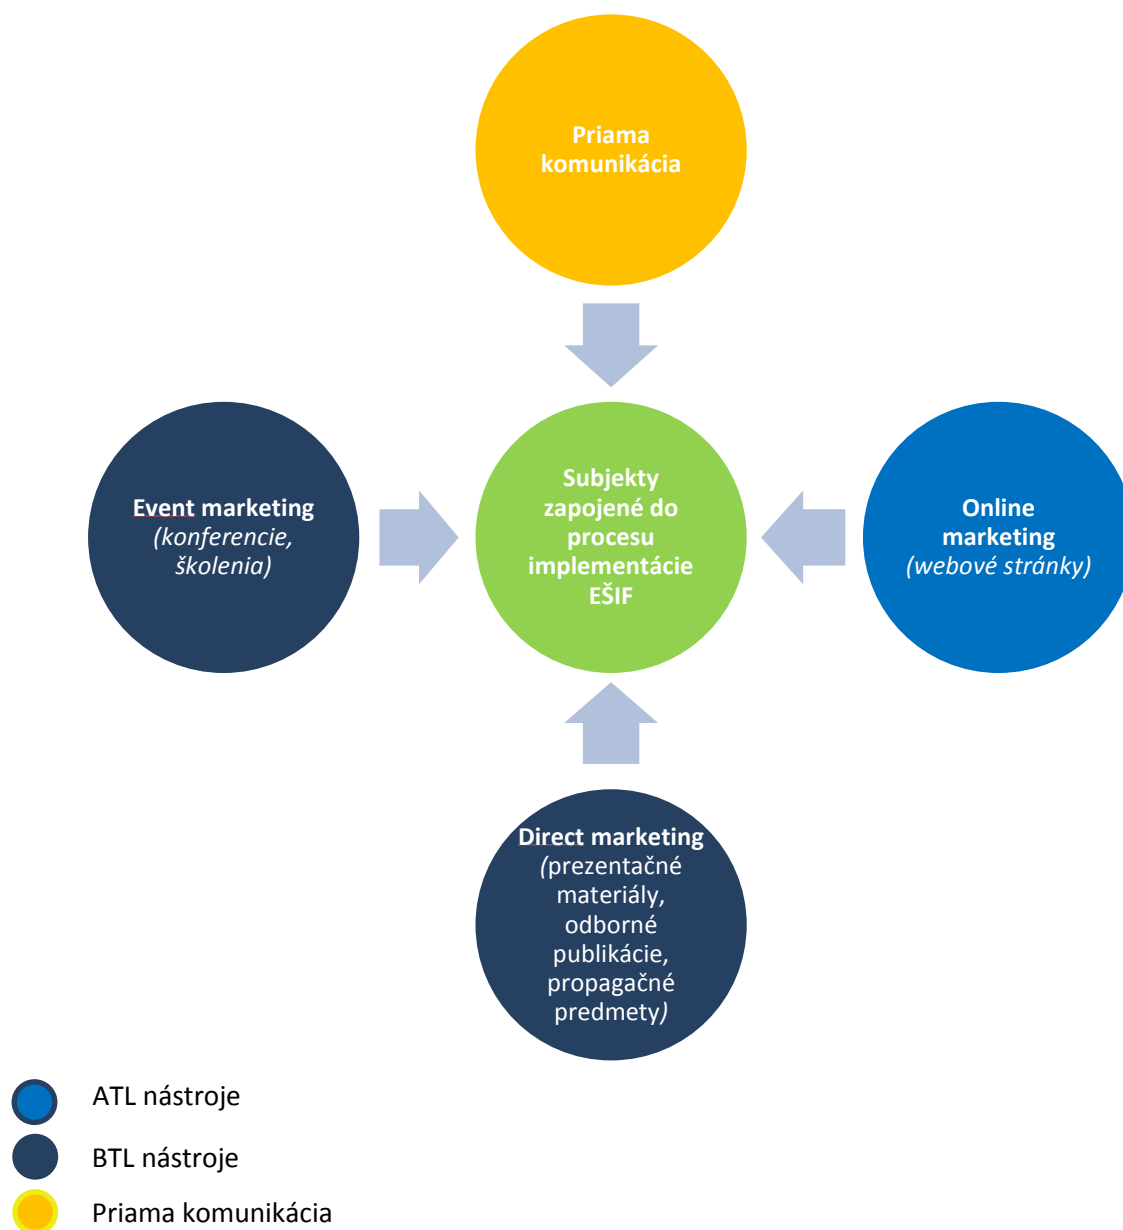 Priama
komunikácia
Event marketing
(konferencie,
školenia)
Subjekty
zapojené do
procesu
implementácie
EŠIF
Online
marketing
(webové stránky)
Direct marketing
(prezentačné
materiály,
odborné
publikácie,
propagačné
predmety)
ATL nástroje
BTL nástroje
Priama komunikácia